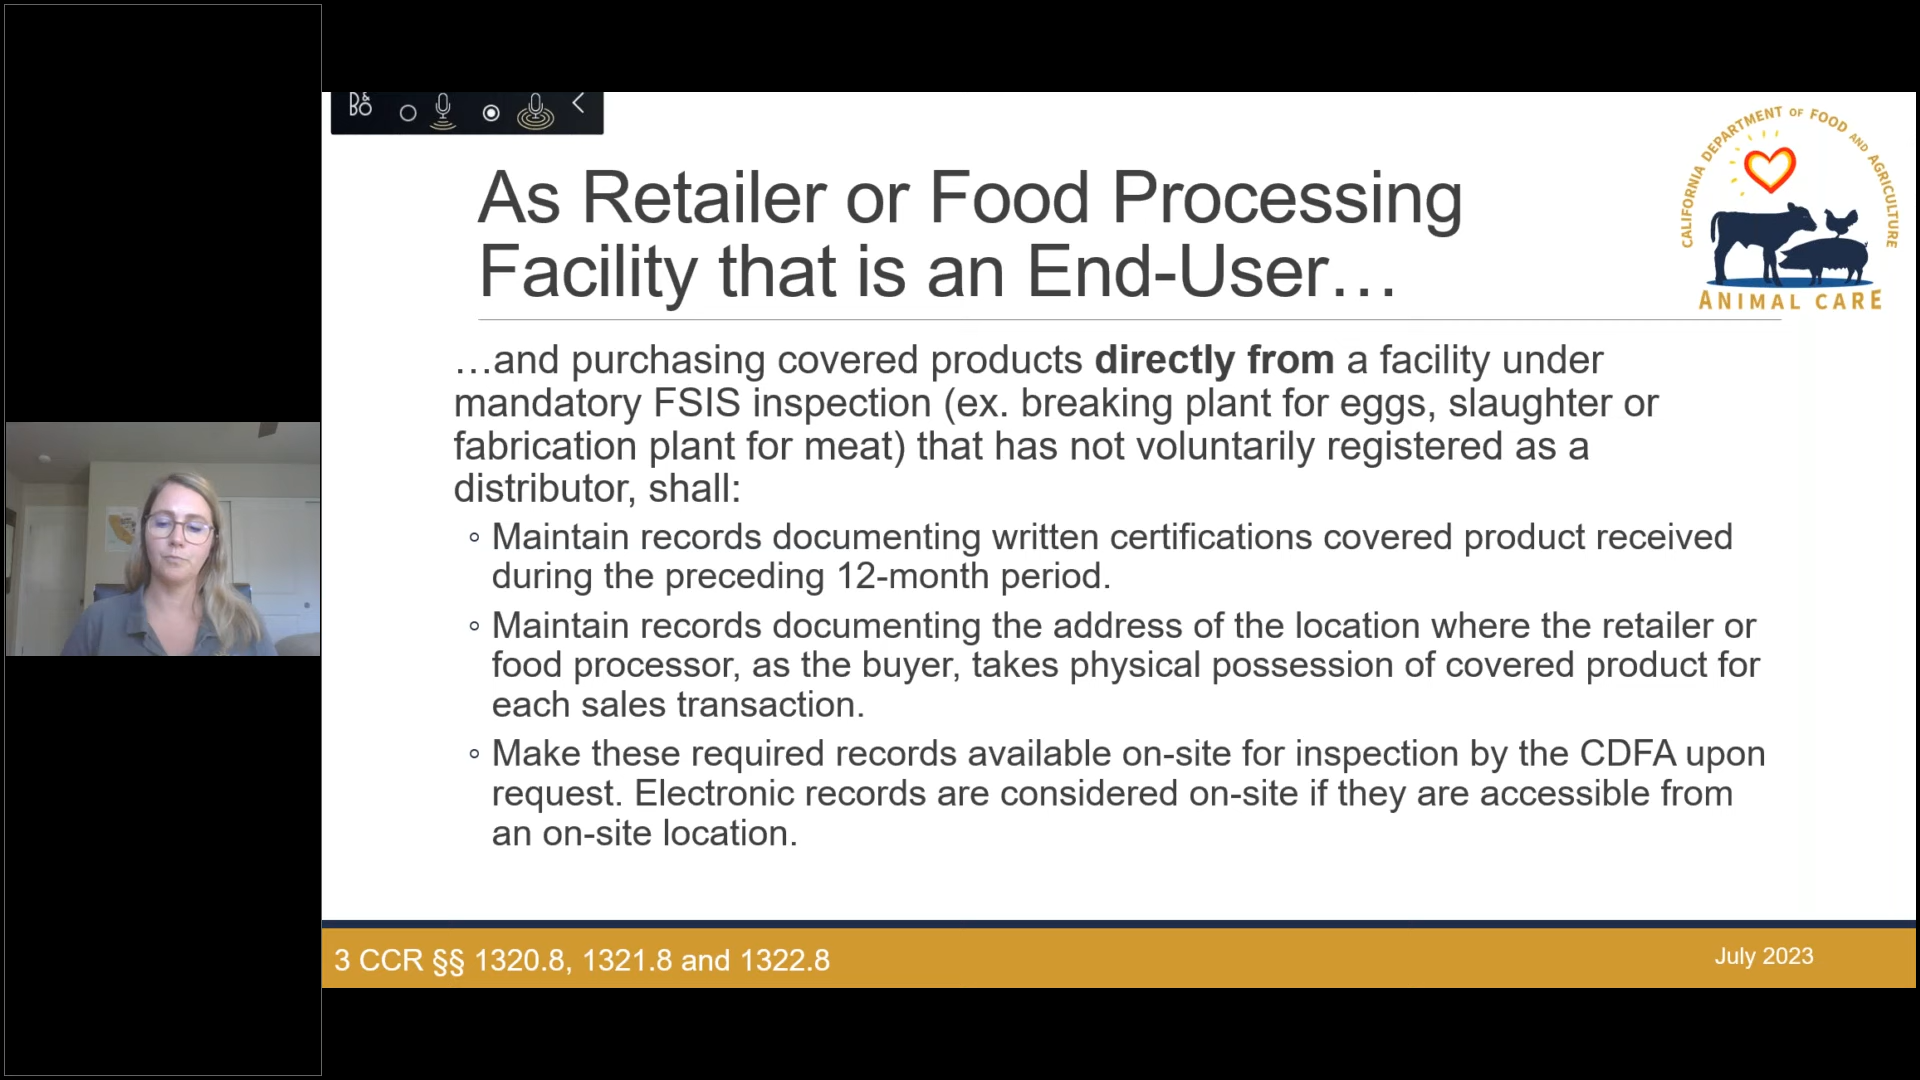 B&O
As Retailer or Food Processing
Facility that is an End-User…
CALIFORNIA DEPARTMENT OF FOOD AND AGRICULTURE
ANIMAL CARE
…and purchasing covered products directly from a facility under
mandatory FSIS inspection (ex. breaking plant for eggs, slaughter or
fabrication plant for meat) that has not voluntarily registered as a
distributor, shall:
◦ Maintain records documenting written certifications covered product received
during the preceding 12-month period.
◦ Maintain records documenting the address of the location where the retailer or
food processor, as the buyer, takes physical possession of covered product for
each sales transaction.
◦ Make these required records available on-site for inspection by the CDFA upon
request. Electronic records are considered on-site if they are accessible from
an on-site location.
3 CCR §§ 1320.8, 1321.8 and 1322.8
July 2023